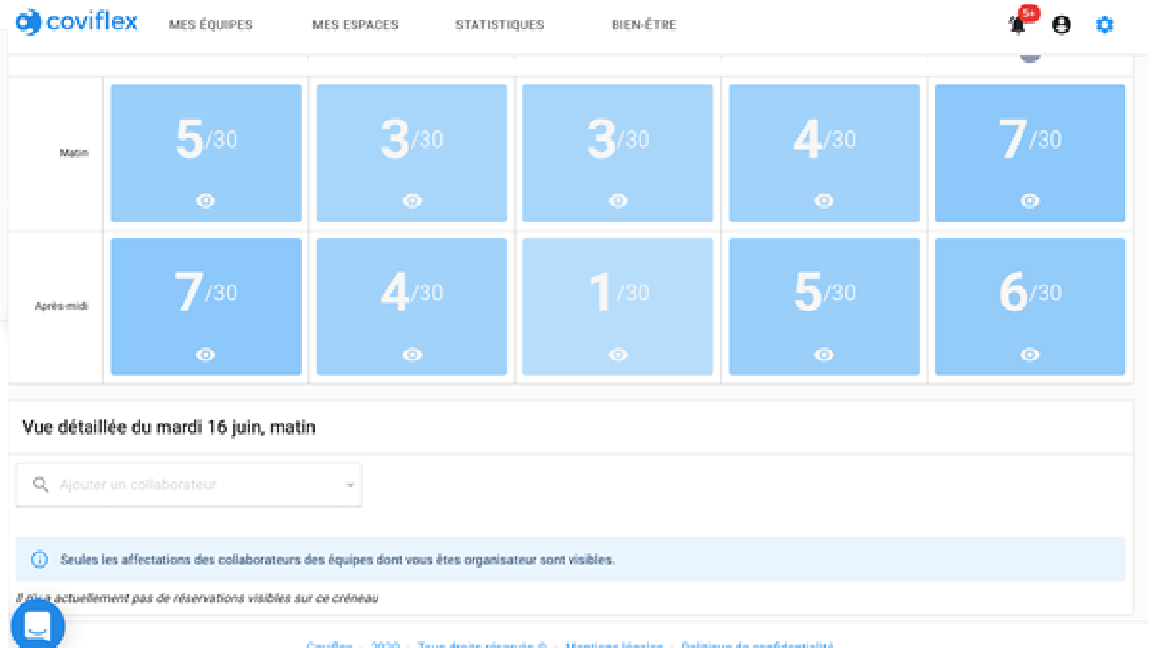 coviflex MES ÉQUIPES MES ESPACES STATISTIQUES BIEN-ÊTRE 5+
Matin 5/30 3/30 3/30 4/30 7/30
Après-midi 7/30 4/30 1/30 5/30 6/30
Vue détaillée du mardi 16 juin, matin
Ajouter un collaborateur
Seules les affectations des collaborateurs des équipes dont vous êtes organisateur sont visibles.
Il n'y a actuellement pas de réservations visibles sur ce créneau
Coviflex - 2020 - Tous droits réservés © - Mentions légales - Politique de confidentialité